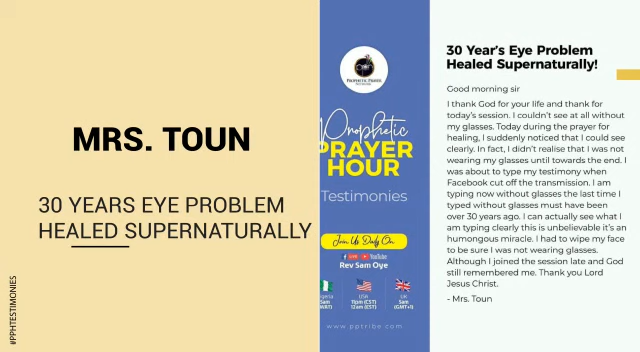 MRS. TOUN
30 YEARS EYE PROBLEM
HEALED SUPERNATURALLY
#PPHTESTIMONIES
PROPHETIC PRAYER
Prophetic
PRAYER
HOUR
Testimonies
Join Us Daily On
LIVE YouTube
Rev Sam Oye
USA
UK
11pm (CST)
12am (EST)
5am
(GMT+1)
www.pptribe.com
30 Year's Eye Problem
Healed Supernaturally!
Good morning sir
I thank God for your life and thank for
today's session. I couldn't see at all without
my glasses. Today during the prayer for
healing, I suddenly noticed that I could see
clearly. In fact, I didn't realise that I was not
wearing my glasses until towards the end. I
was about to type my testimony when
Facebook cut off the transmission. I am
typing now without glasses the last time I
typed without glasses must have been
over 30 years ago. I can actually see what I
am typing clearly this is unbelievable it's an
humongous miracle. I had to wipe my face
to be sure I was not wearing glasses.
Although I joined the session late and God
still remembered me. Thank you Lord
Jesus Christ.
- Mrs. Toun